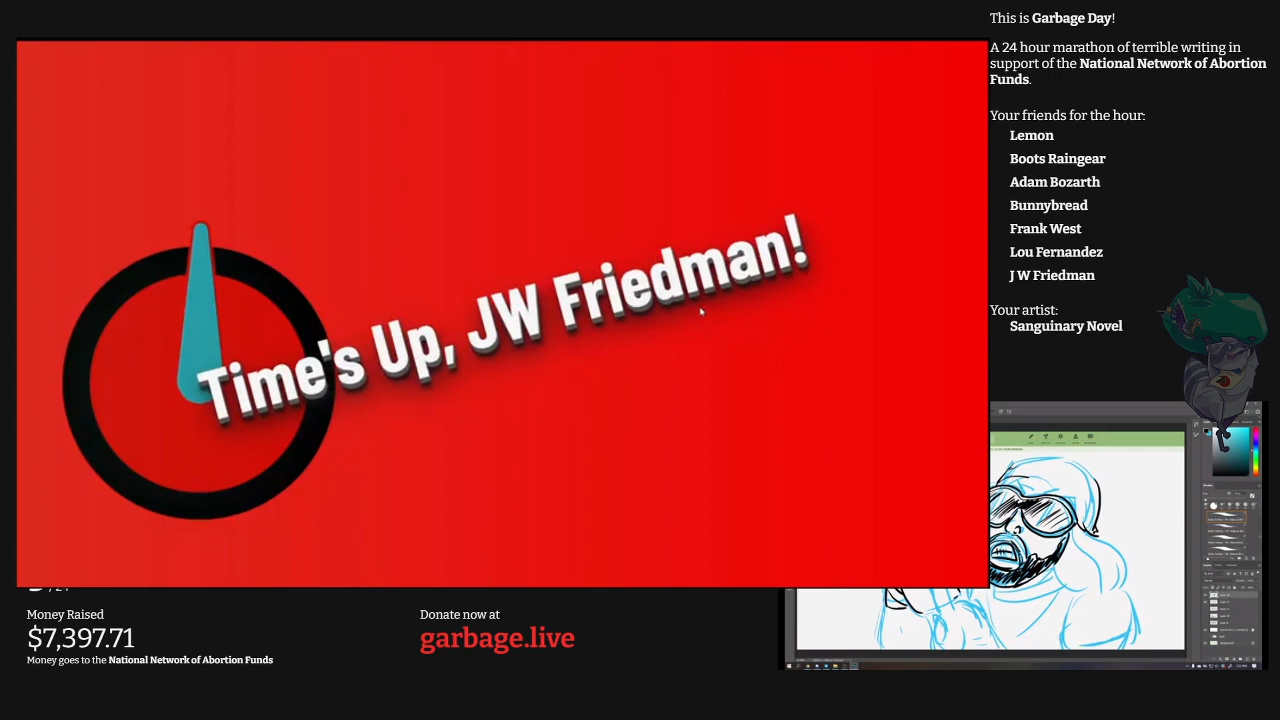 This is Garbage Day!
A 24 hour marathon of terrible writing in
support of the National Network of Abortion
Funds.
Your friends for the hour:
Lemon
Boots Raingear
Adam Bozarth
Bunnybread
Frank West
Lou Fernandez
J W Friedman
Your artist:
Sanguinary Novel
Time's Up, JW Friedman!
Money Raised
$7,397.71
Money goes to the National Network of Abortion Funds
Donate now at
garbage.live